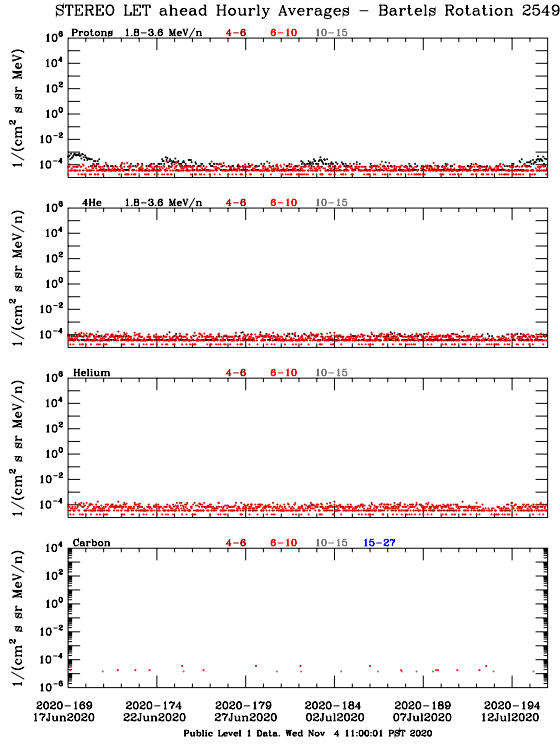 STEREO LET ahead Hourly Averages - Bartels Rotation 2549
Protons 1.8-3.6 MeV/n 4-6 6-10 10-15
10^6
10^4
10^2
10^0
10^-2
10^-4
1/(cm^2 s sr MeV)
4He 1.8-3.6 MeV/n 4-6 6-10 10-15
10^6
10^4
10^2
10^0
10^-2
10^-4
1/(cm^2 s sr MeV/n)
Helium 4-6 6-10 10-15
10^6
10^4
10^2
10^0
10^-2
10^-4
1/(cm^2 s sr MeV/n)
Carbon 4-6 6-10 10-15 15-27
10^4
10^2
10^0
10^-2
10^-4
10^-6
1/(cm^2 s sr MeV/n)
2020-169 2020-174 2020-179 2020-184 2020-189 2020-194
17Jun2020 22Jun2020 27Jun2020 02Jul2020 07Jul2020 12Jul2020
Public Level 1 Data. Wed Nov 4 11:00:01 PST 2020